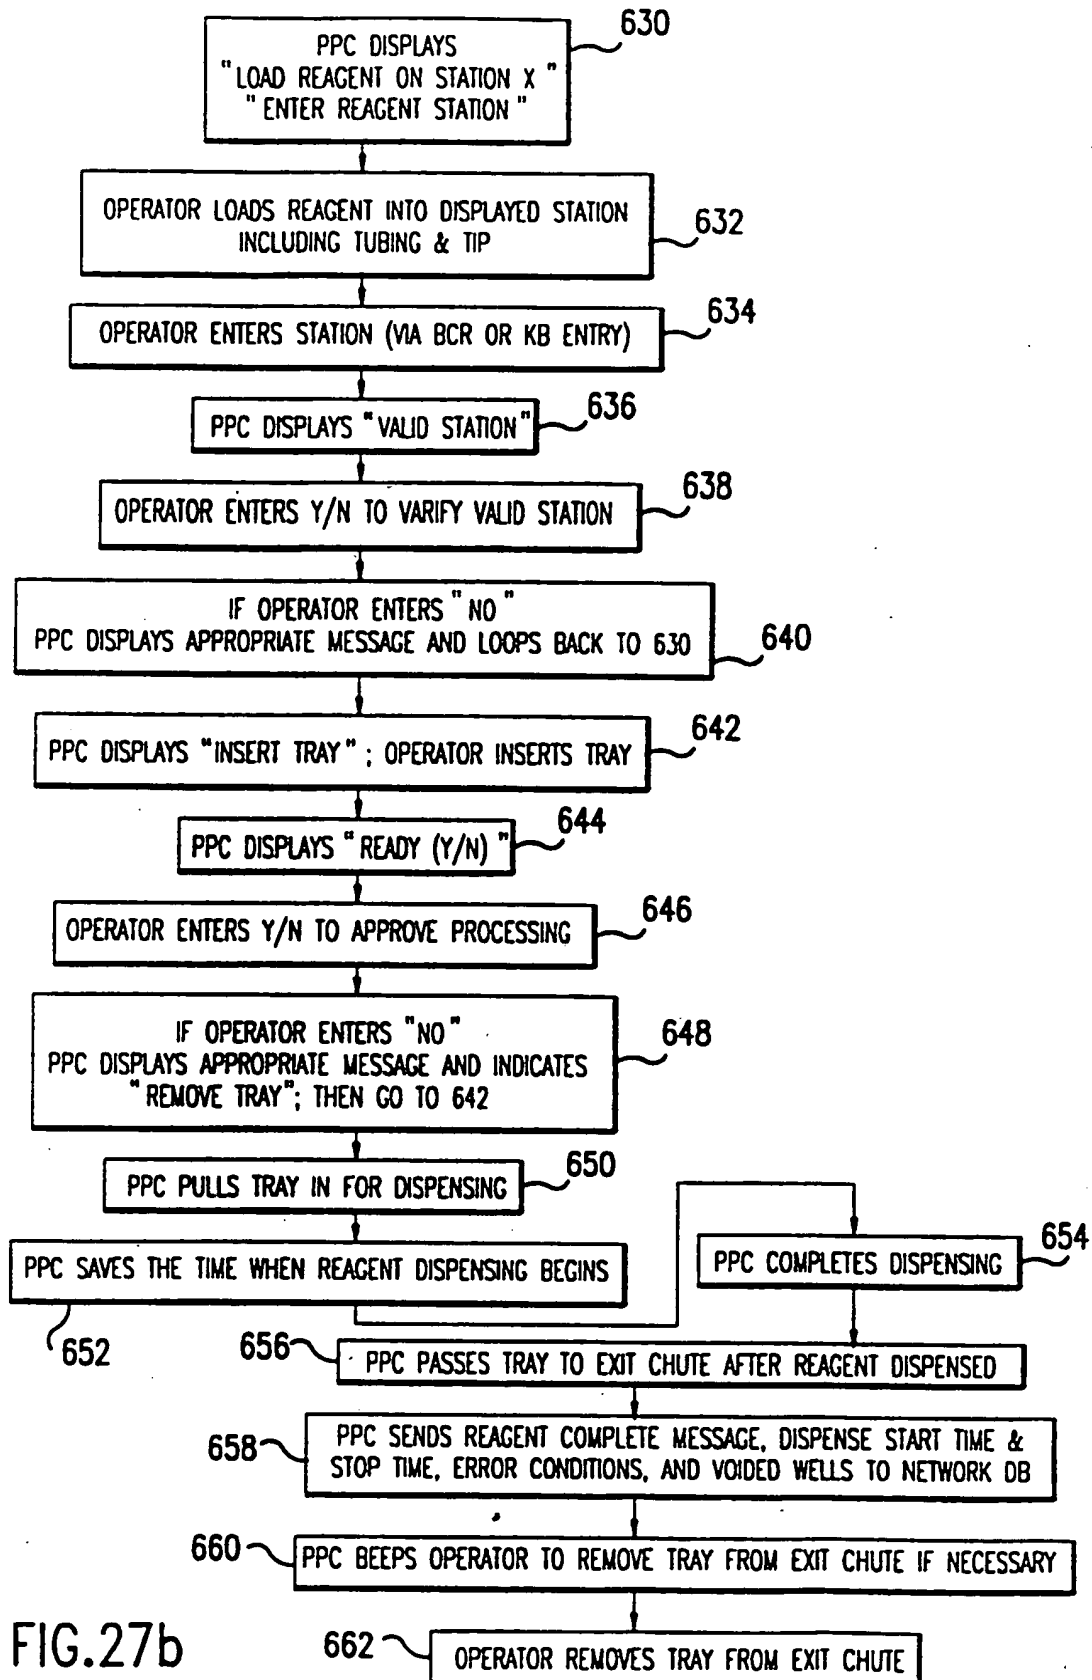 PPC DISPLAYS
"LOAD REAGENT ON STATION X "
" ENTER REAGENT STATION "
630
OPERATOR LOADS REAGENT INTO DISPLAYED STATION
INCLUDING TUBING & TIP
632
OPERATOR ENTERS STATION (VIA BCR OR KB ENTRY)
634
PPC DISPLAYS "VALID STATION"
636
OPERATOR ENTERS Y/N TO VARIFY VALID STATION
638
IF OPERATOR ENTERS "NO"
PPC DISPLAYS APPROPRIATE MESSAGE AND LOOPS BACK TO 630
640
PPC DISPLAYS "INSERT TRAY" ; OPERATOR INSERTS TRAY
642
PPC DISPLAYS " READY (Y/N) "
644
OPERATOR ENTERS Y/N TO APPROVE PROCESSING
646
IF OPERATOR ENTERS "NO"
PPC DISPLAYS APPROPRIATE MESSAGE AND INDICATES
"REMOVE TRAY"; THEN GO TO 642
648
PPC PULLS TRAY IN FOR DISPENSING
650
PPC SAVES THE TIME WHEN REAGENT DISPENSING BEGINS
652
PPC COMPLETES DISPENSING
654
656
PPC PASSES TRAY TO EXIT CHUTE AFTER REAGENT DISPENSED
658
PPC SENDS REAGENT COMPLETE MESSAGE, DISPENSE START TIME &
STOP TIME, ERROR CONDITIONS, AND VOIDED WELLS TO NETWORK DB
660
PPC BEEPS OPERATOR TO REMOVE TRAY FROM EXIT CHUTE IF NECESSARY
662
OPERATOR REMOVES TRAY FROM EXIT CHUTE
FIG.27b